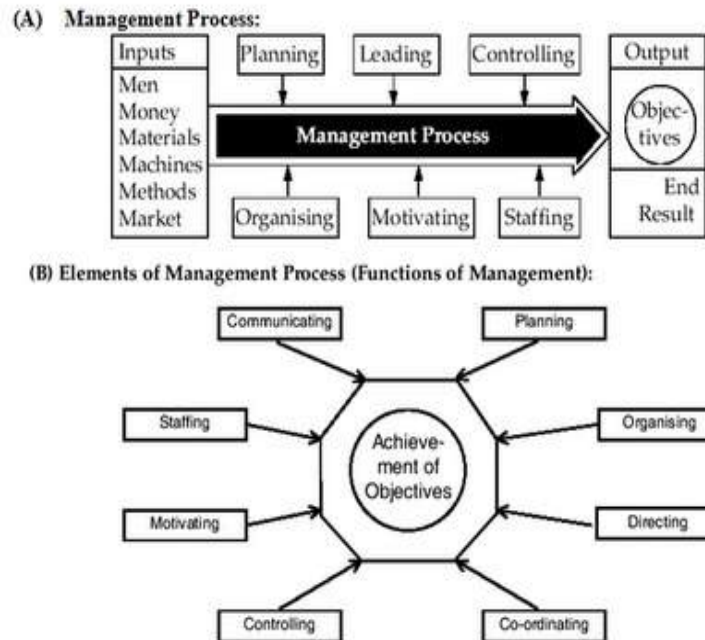 (A) Management Process:
Inputs
Planning
Leading
Controlling
Output
Men
Money
Materials
Machines
Methods
Market
Management Process
Objec-
tives
End
Result
Organising
Motivating
Staffing
(B) Elements of Management Process (Functions of Management):
Communicating
Planning
Staffing
Organising
Achieve-
ment of
Objectives
Motivating
Directing
Controlling
Co-ordinating